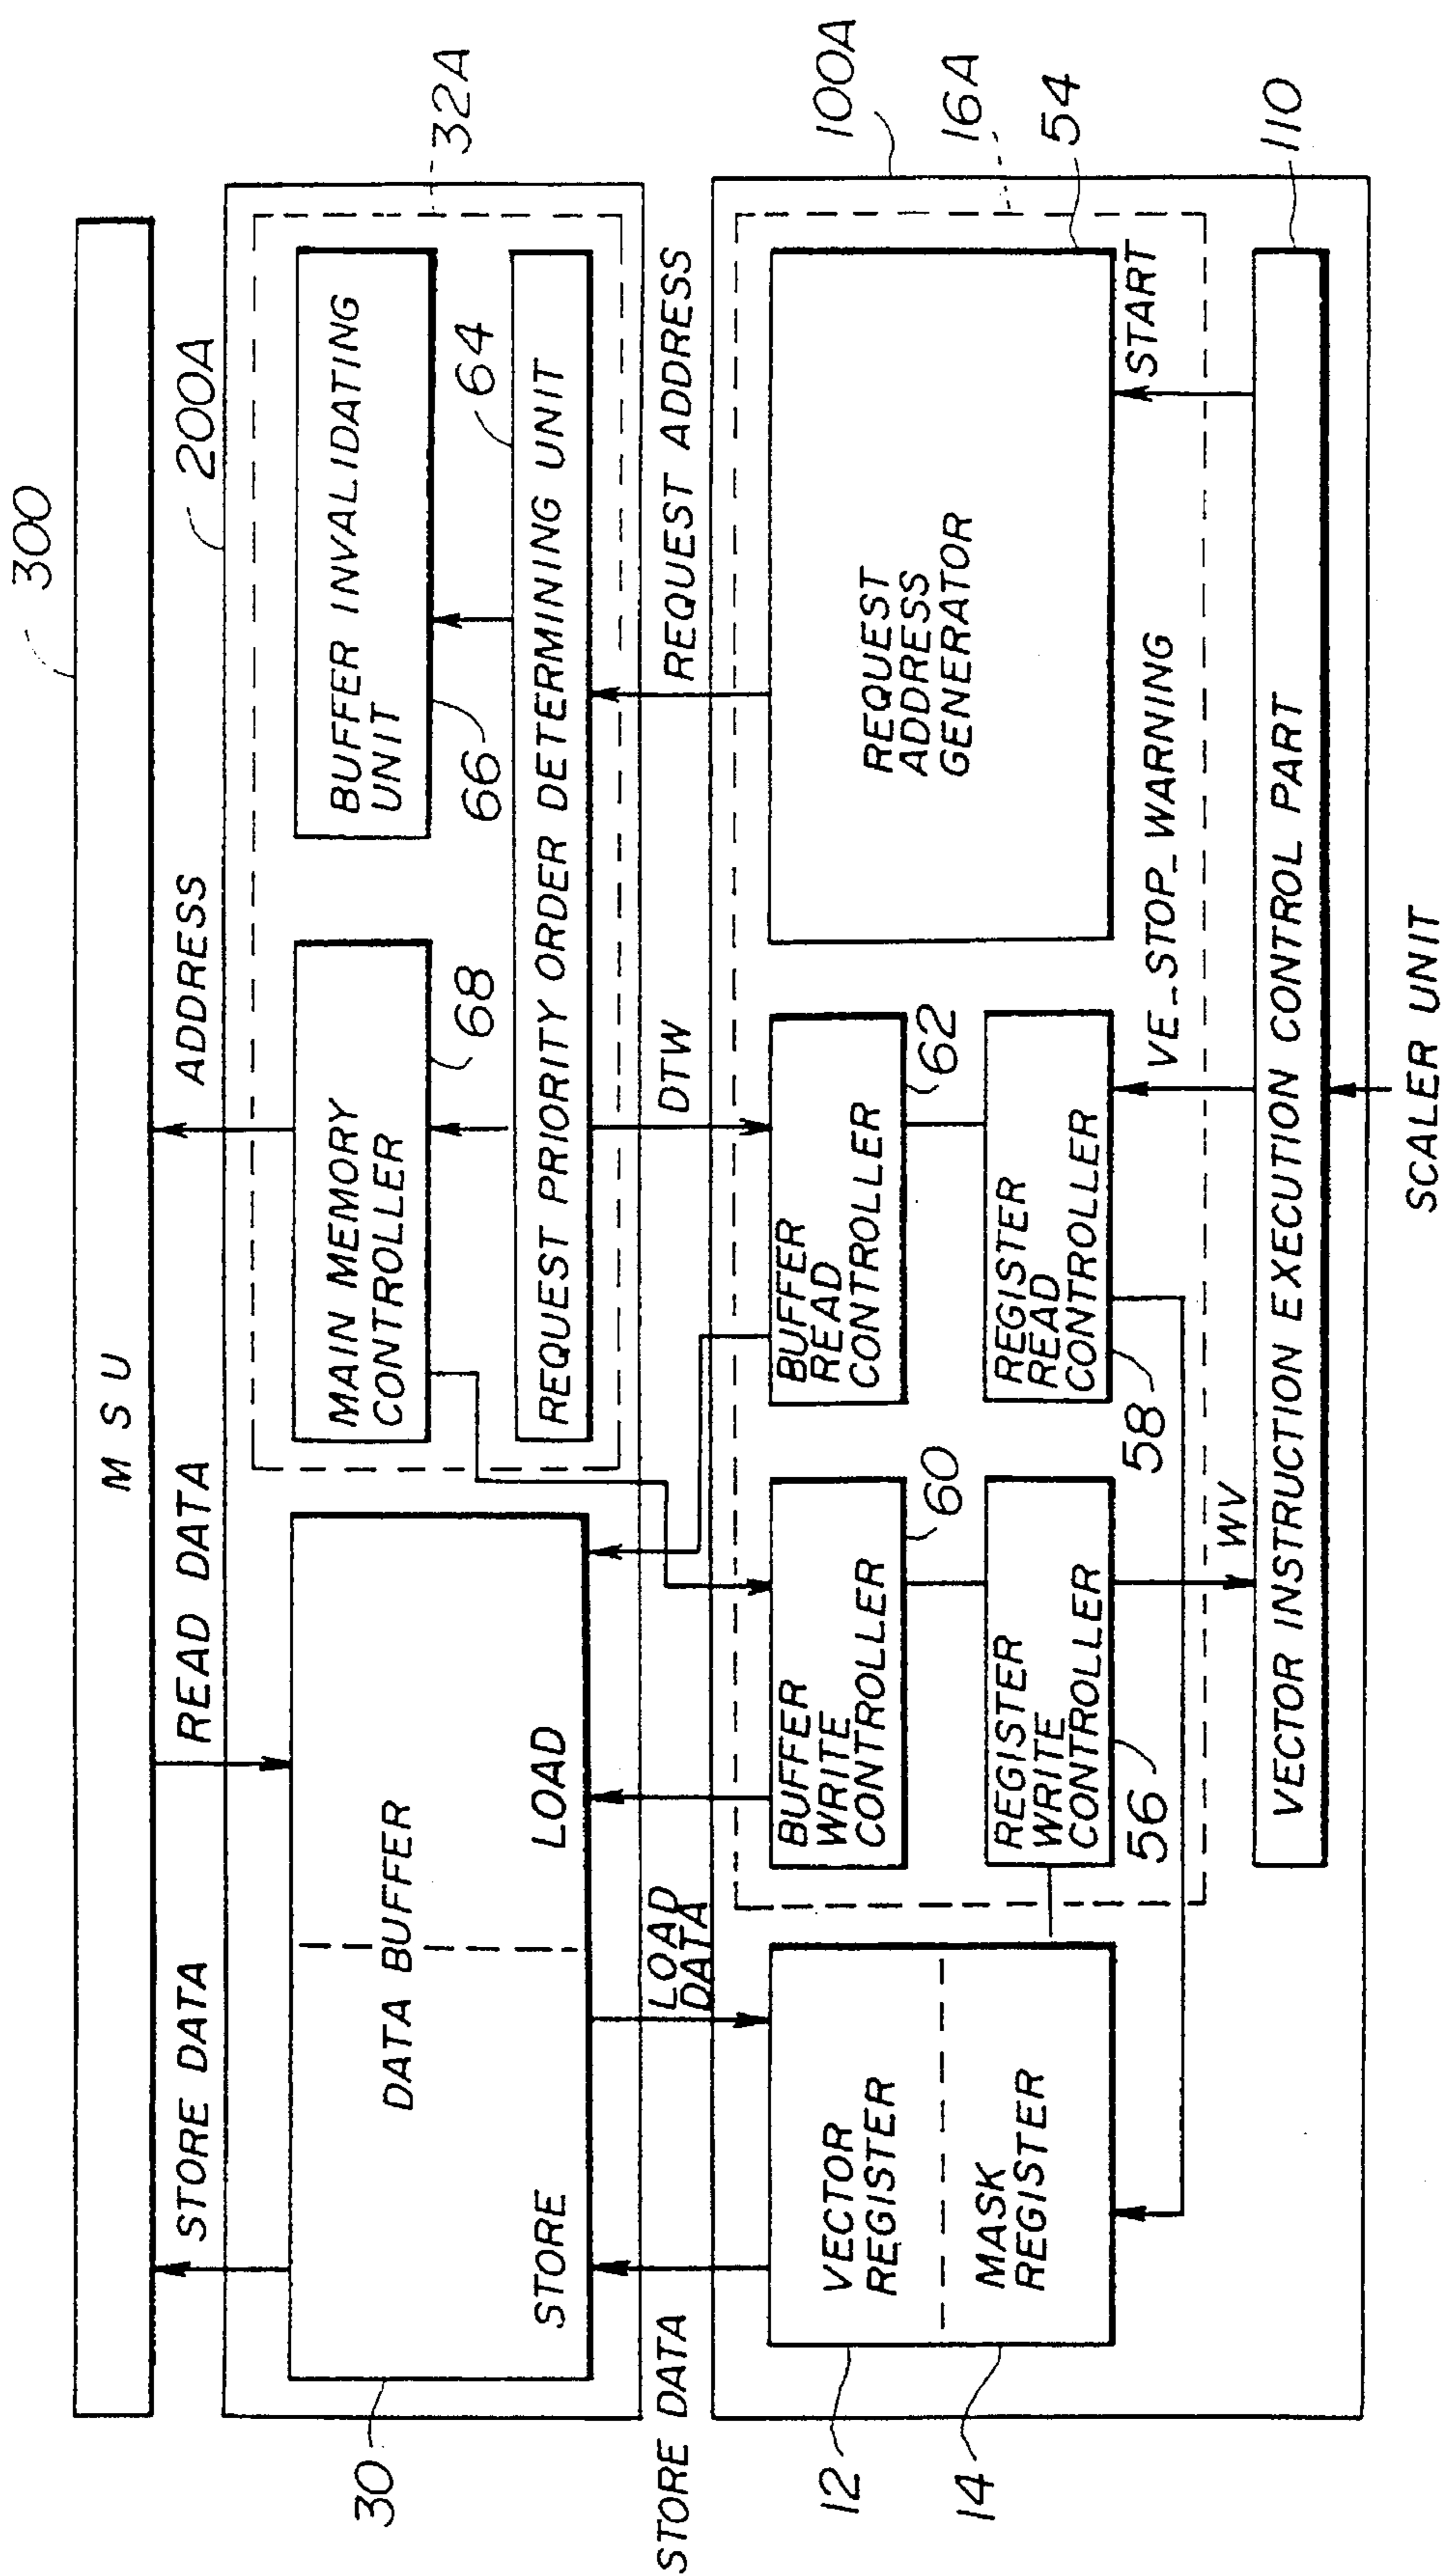 300
M S U
STORE DATA
READ DATA
ADDRESS
200A
32A
DATA BUFFER
STORE
LOAD
30
MAIN MEMORY
CONTROLLER
68
BUFFER INVALIDATING
UNIT
66
64
REQUEST PRIORITY ORDER DETERMINING UNIT
STORE DATA
LOAD
DATA
DTW
REQUEST ADDRESS
100A
16A
54
12
VECTOR
REGISTER
14
MASK
REGISTER
BUFFER
WRITE
CONTROLLER
60
REGISTER
WRITE
CONTROLLER
56
BUFFER
READ
CONTROLLER
62
REGISTER
READ
CONTROLLER
58
REQUEST
ADDRESS
GENERATOR
WV
VE_STOP_WARNING
START
110
VECTOR INSTRUCTION EXECUTION CONTROL PART
SCALER UNIT